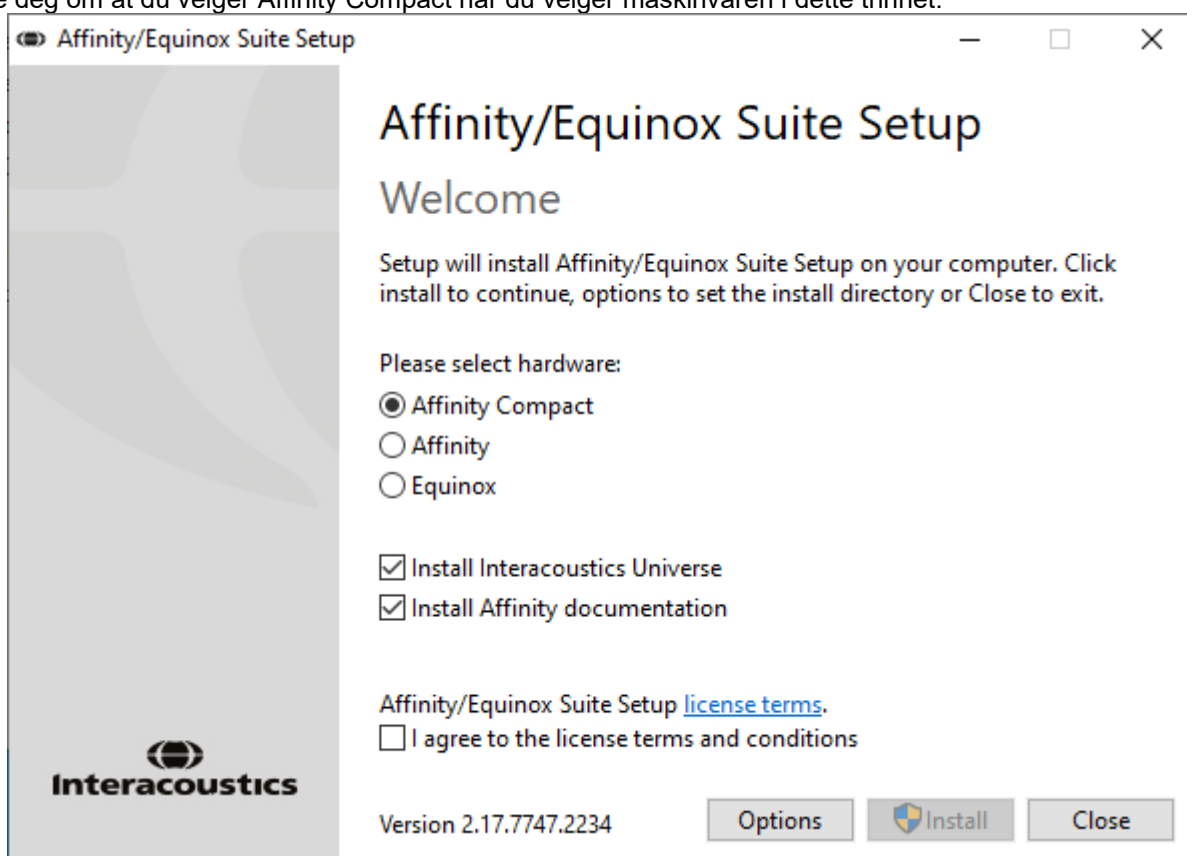 deg om at du velger Affinity Compact når du velger maskinvaren i dette trinnet.
Affinity/Equinox Suite Setup
Affinity/Equinox Suite Setup
Welcome
Setup will install Affinity/Equinox Suite Setup on your computer. Click
install to continue, options to set the install directory or Close to exit.
Please select hardware:
Affinity Compact
Affinity
Equinox
Install Interacoustics Universe
Install Affinity documentation
Affinity/Equinox Suite Setup license terms.
I agree to the license terms and conditions
Interacoustics
Version 2.17.7747.2234
Options
Install
Close